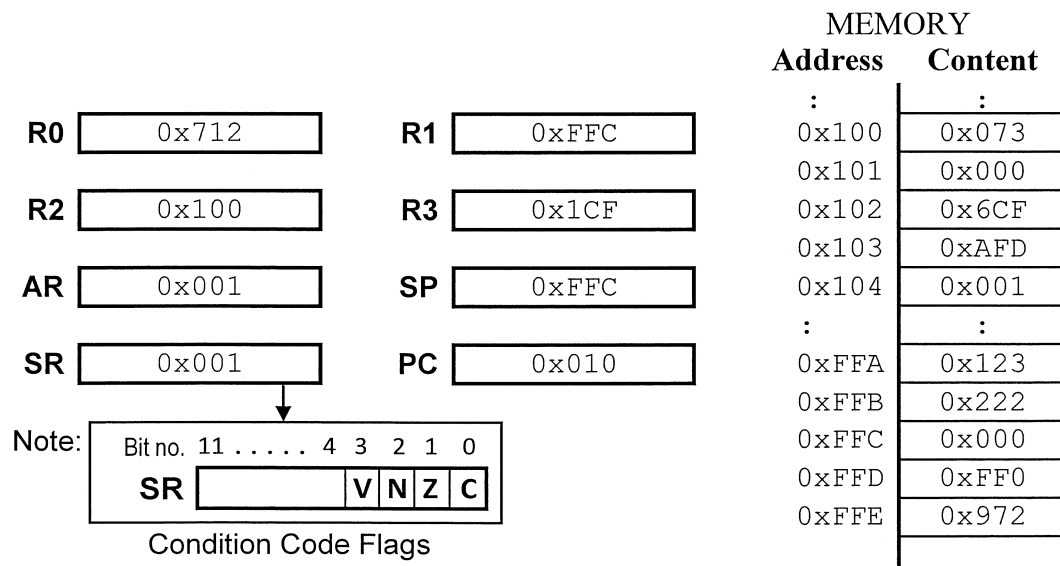 MEMORY
Address Content
: :
R0 0x712 R1 0xFFC 0x100 0x073
0x101 0x000
R2 0x100 R3 0x1CF 0x102 0x6CF
0x103 0xAFD
AR 0x001 SP 0xFFC 0x104 0x001
: :
SR 0x001 PC 0x010 0xFFA 0x123
0xFFB 0x222
Note: Bit no. 11 ..... 4 3 2 1 0 0xFFC 0x000
SR V N Z C 0xFFD 0xFF0
0xFFE 0x972
Condition Code Flags